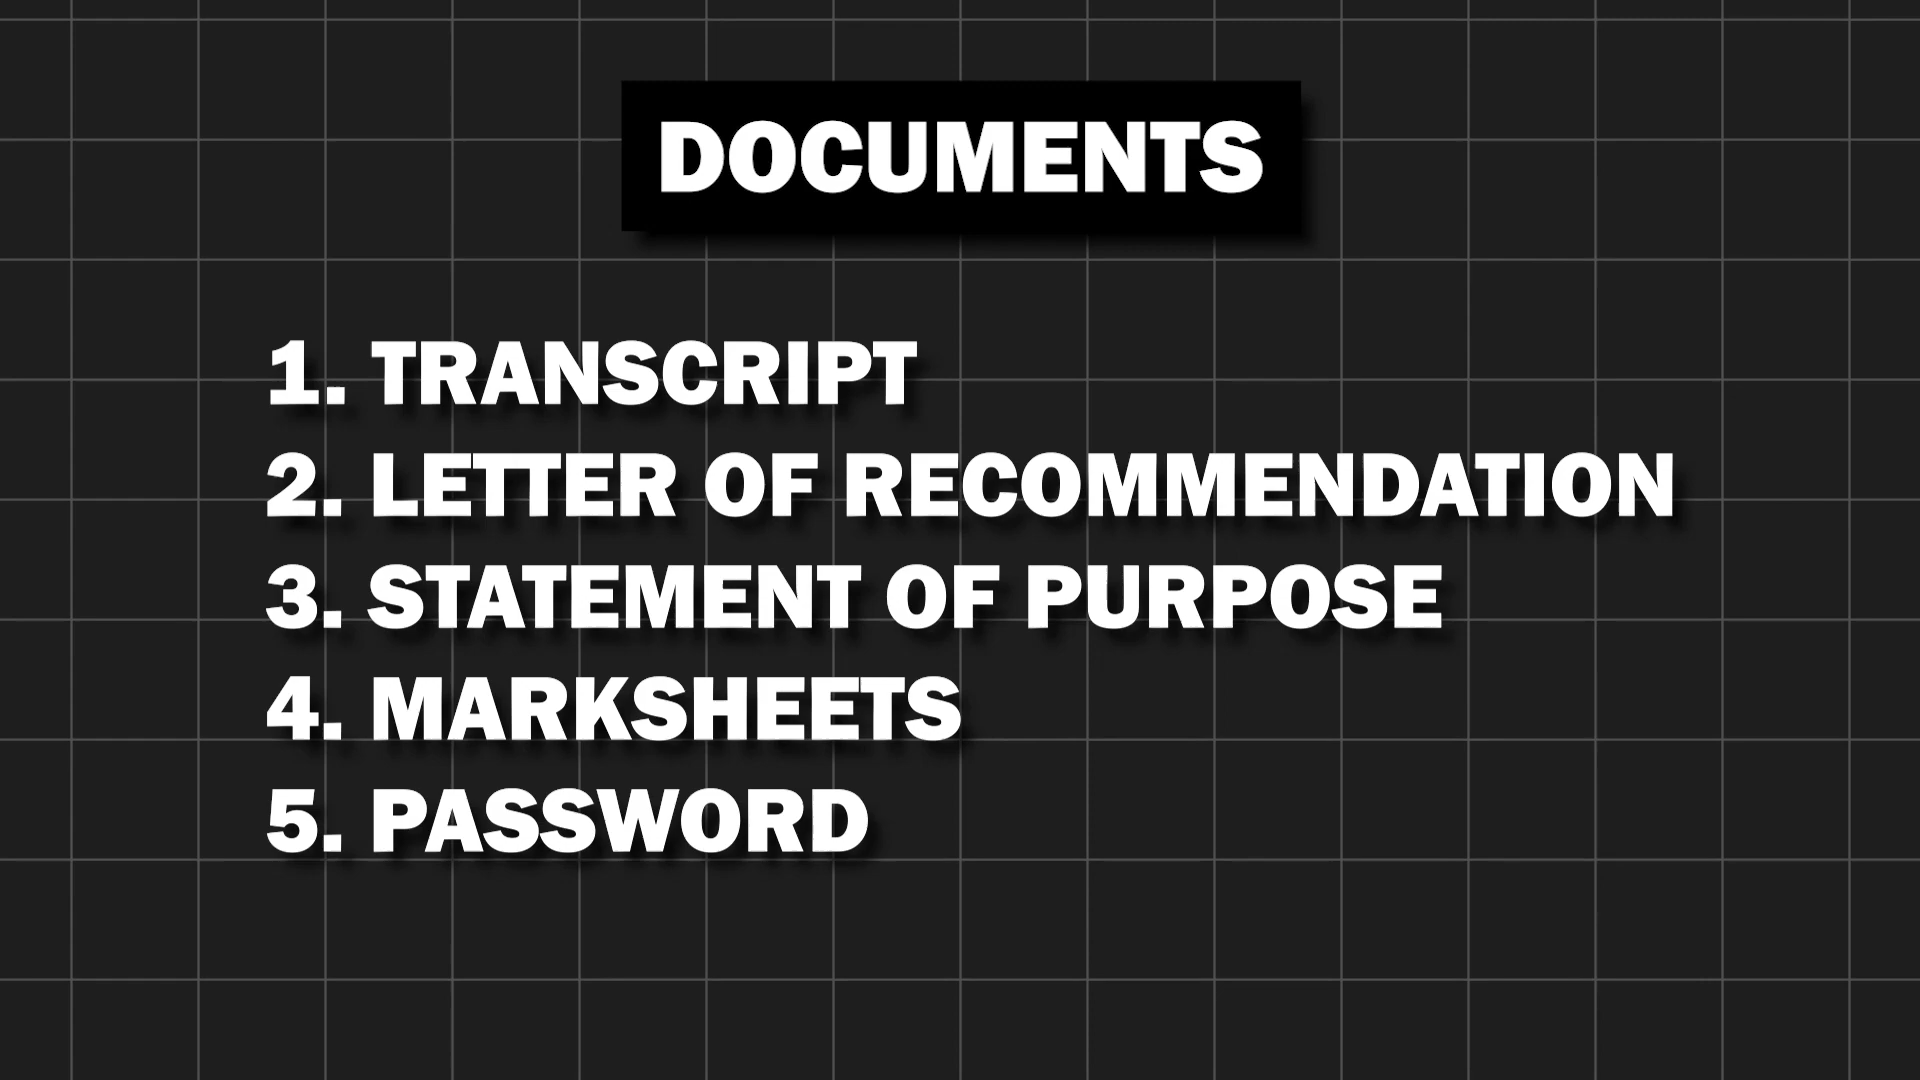 DOCUMENTS
1. TRANSCRIPT
2. LETTER OF RECOMMENDATION
3. STATEMENT OF PURPOSE
4. MARKSHEETS
5. PASSWORD